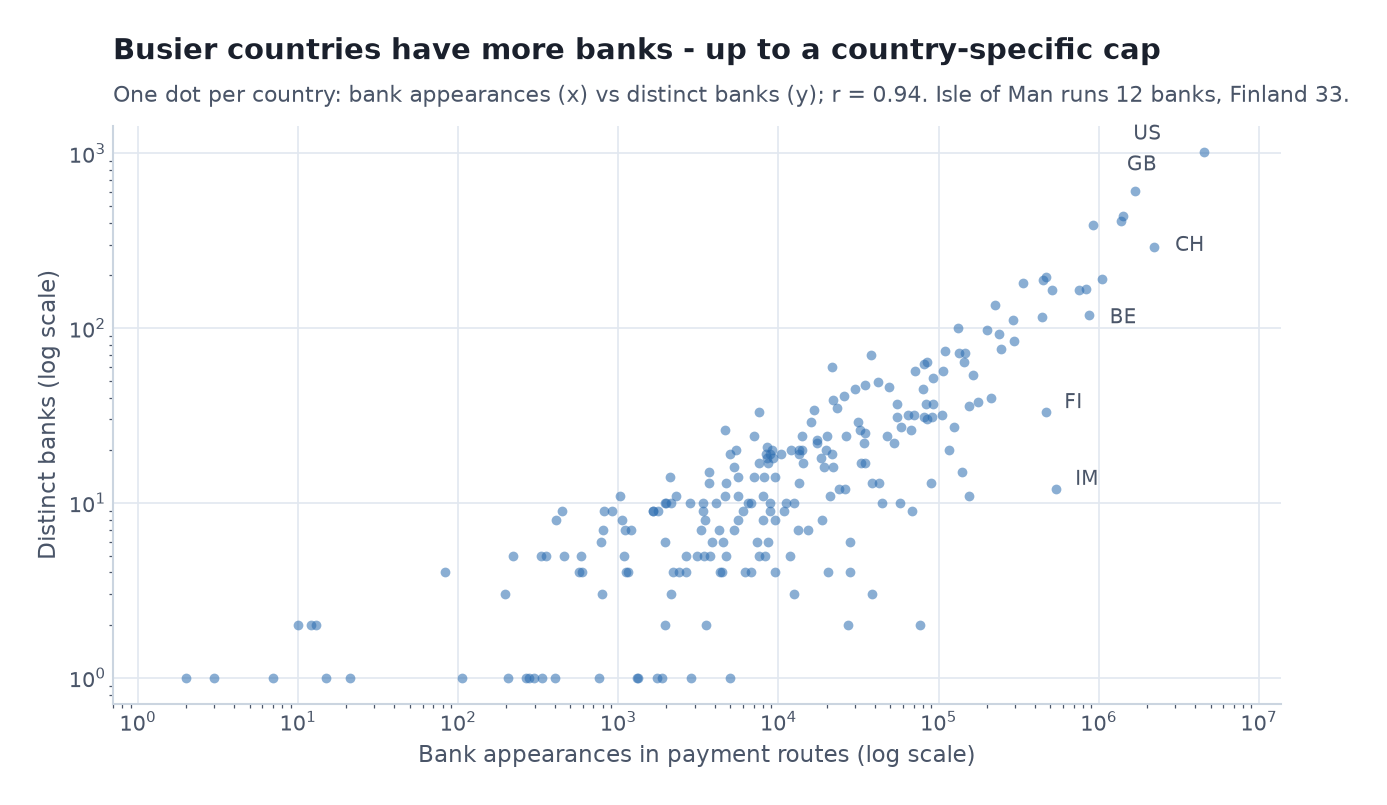 Busier countries have more banks - up to a country-specific cap
One dot per country: bank appearances (x) vs distinct banks (y); r = 0.94. Isle of Man runs 12 banks, Finland 33.
US
10³
GB
CH
10²
BE
FI
10¹
IM
10⁰
Distinct banks (log scale)
10⁰ 10¹ 10² 10³ 10⁴ 10⁵ 10⁶ 10⁷
Bank appearances in payment routes (log scale)